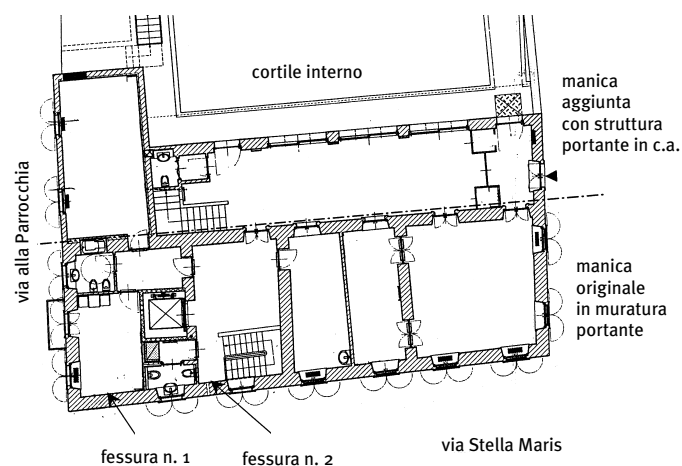 cortile interno
manica
aggiunta
con struttura
portante in c.a.
via alla Parrocchia
manica
originale
in muratura
portante
via Stella Maris
fessura n. 1
fessura n. 2